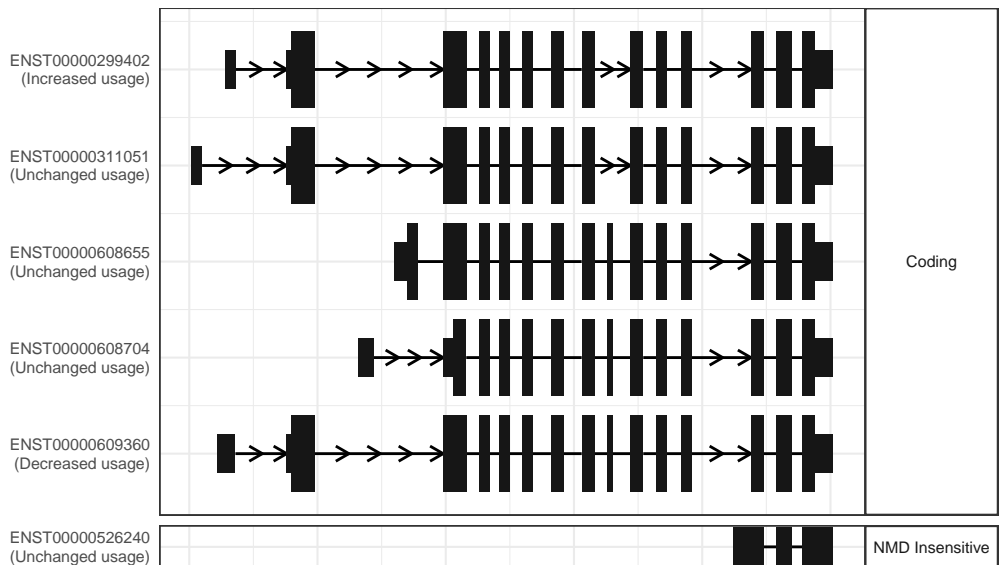 ENST00000299402
(Increased usage)
ENST00000311051
(Unchanged usage)
ENST00000608655
(Unchanged usage)
Coding
ENST00000608704
(Unchanged usage)
ENST00000609360
(Decreased usage)
ENST00000526240
(Unchanged usage)
NMD Insensitive